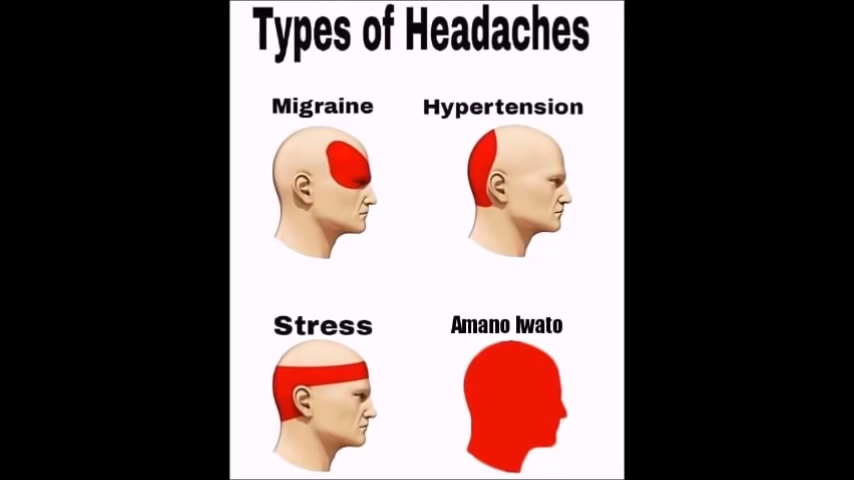 Types of Headaches
Migraine
Hypertension
Stress
Amano Iwato